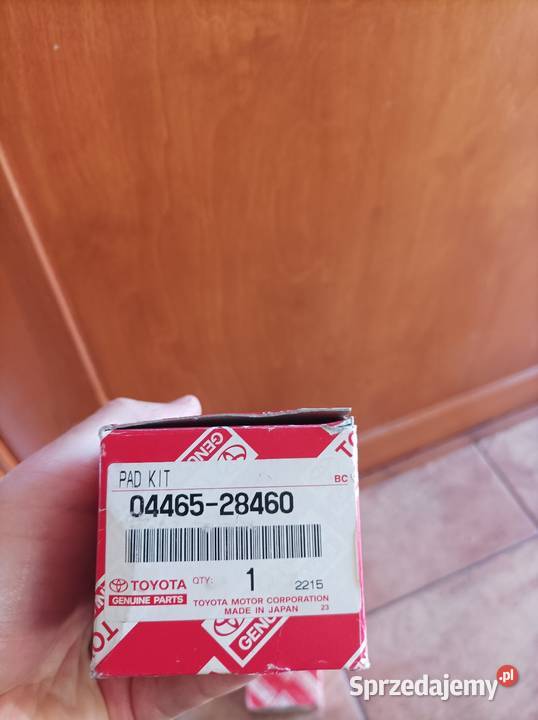 PAD KIT
BC
04465-28460
TOYOTA
QTY: 1 2215
GENUINE PARTS
TOYOTA MOTOR CORPORATION
MADE IN JAPAN 23
Sprzedajemy.pl